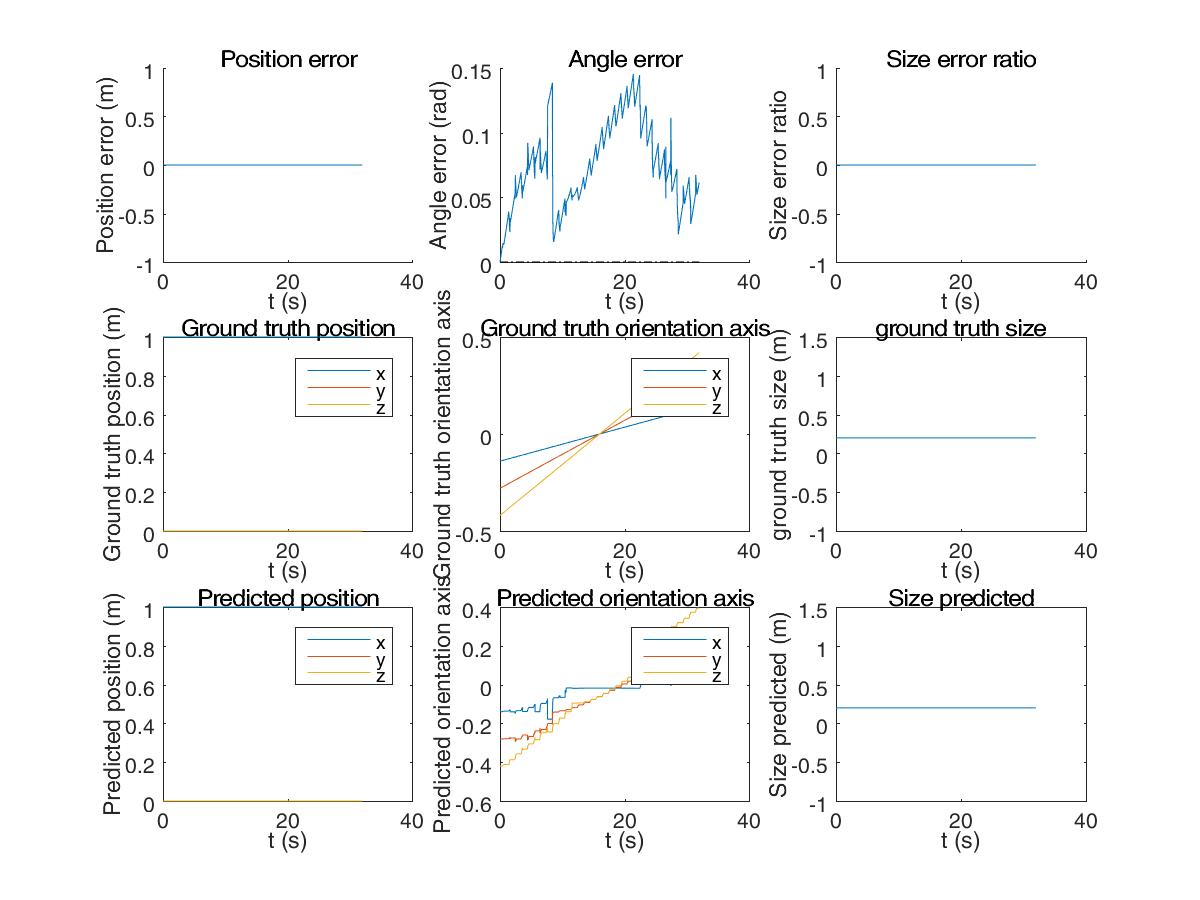 Position error
Position error (m)
1
0.5
0
-0.5
-1
0
20
40
t (s)
Angle error
Angle error (rad)
0.15
0.1
0.05
0
0
20
40
t (s)
Size error ratio
Size error ratio
1
0.5
0
-0.5
-1
0
20
40
t (s)
Ground truth position
Ground truth position (m)
1
0.8
0.6
0.4
0.2
0
x
y
z
0
20
40
t (s)
Ground truth orientation axis
Ground truth orientation axis
0.5
0
-0.5
x
y
z
0
20
40
t (s)
ground truth size
ground truth size (m)
1.5
1
0.5
0
-0.5
-1
0
20
40
t (s)
Predicted position
Predicted position (m)
1
0.8
0.6
0.4
0.2
0
x
y
z
0
20
40
t (s)
Predicted orientation axis
Predicted orientation axis
0.4
0.2
0
-0.2
-0.4
-0.6
x
y
z
0
20
40
t (s)
Size predicted
Size predicted (m)
1.5
1
0.5
0
-0.5
-1
0
20
40
t (s)